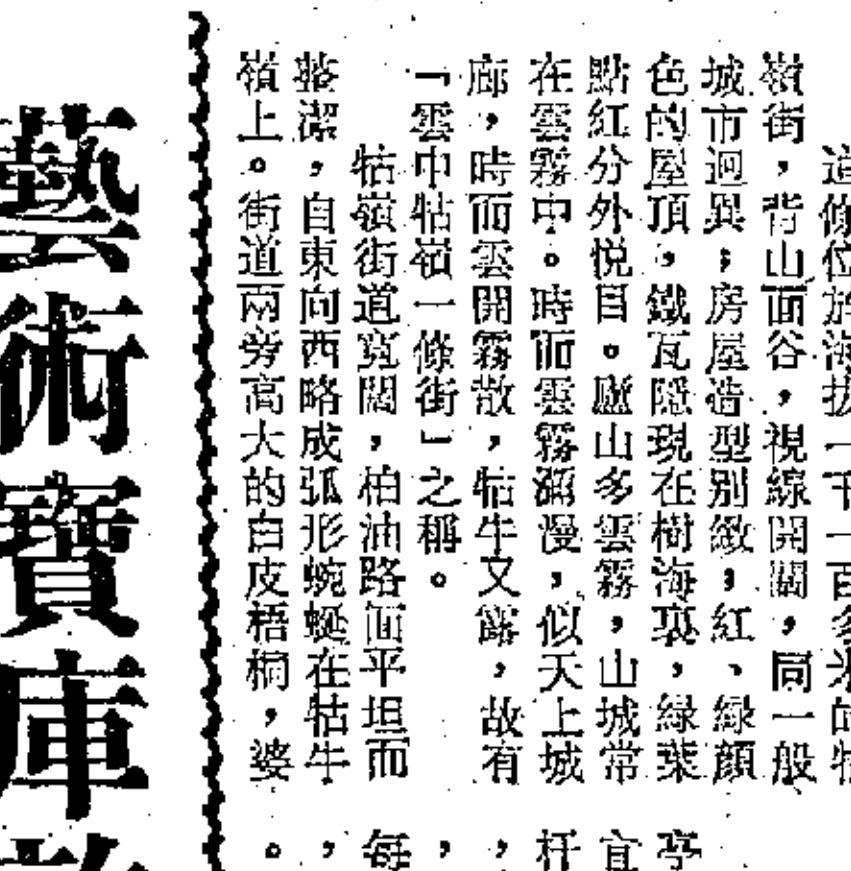 這條位於海拔一千一百多米的牯
嶺街，背山面谷，視線開闊，同一般
城市迥異；房屋造型別緻，紅、綠顏
色的屋頂，鐵瓦隱現在樹海裏，綠葉
點紅分外悅目。廬山多雲霧，山城常
在雲霧中。時而雲霧瀰漫，似天上城
廊，時而雲開霧散，牯牛又露，故有
「雲中牯嶺一條街」之稱。
牯嶺街道寬闊，柏油路面平坦而
整潔，自東向西略成弧形蜿蜒在牯牛
嶺上。街道兩旁高大的白皮梧桐，婆
亭
宜
杆
，
，
每
，
。
藝術寶庫